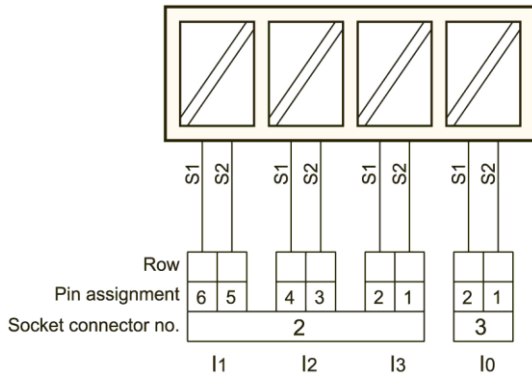 S1 S2 S1 S2 S1 S2 S1 S2
Row
Pin assignment 6 5 4 3 2 1 2 1
Socket connector no. 2 3
I1 I2 I3 I0